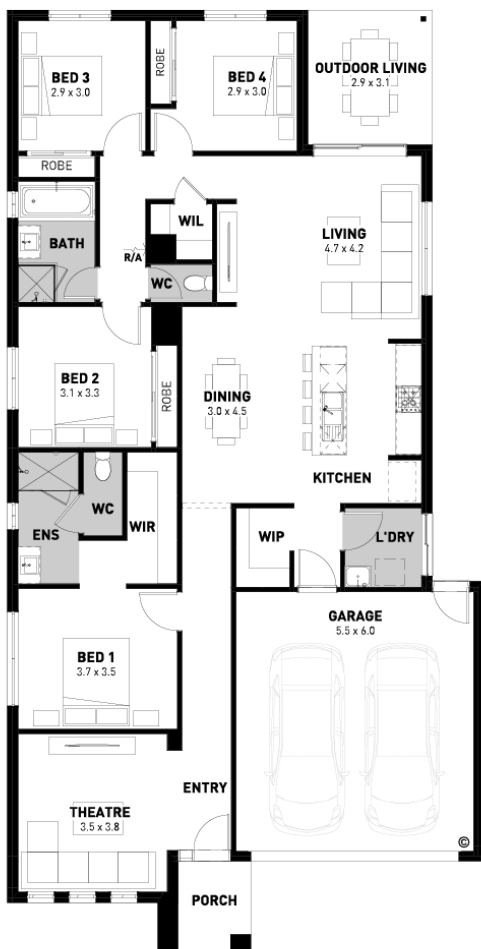 BED 3
2.9 x 3.0
ROBE
BED 4
2.9 x 3.0
OUTDOOR LIVING
2.9 x 3.1
ROBE
WIL
BATH
R/A
WC
LIVING
4.7 x 4.2
BED 2
3.1 x 3.3
ROBE
DINING
3.0 x 4.5
KITCHEN
WC
WIR
ENS
WIP
L'DRY
GARAGE
5.5 x 6.0
BED 1
3.7 x 3.5
ENTRY
THEATRE
3.5 x 3.8
©
PORCH